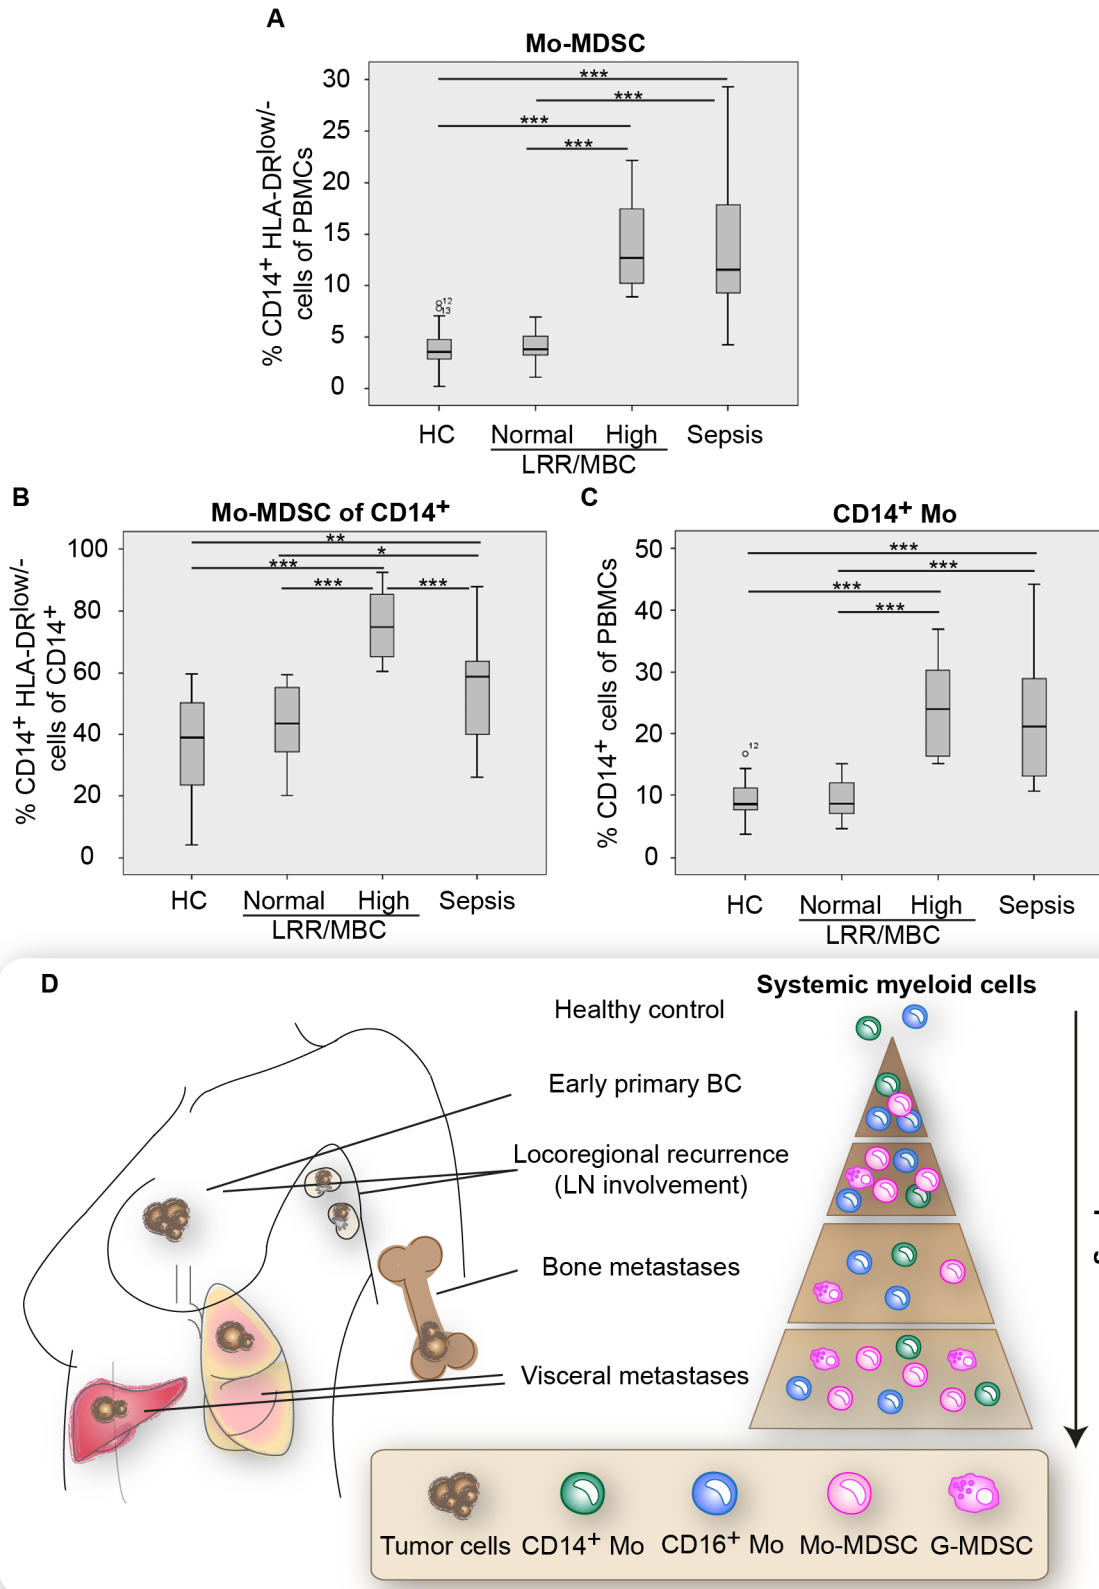 A
Mo-MDSC
% CD14+ HLA-DRlow/-
cells of PBMCs
30
25
20
15
10
5
0
***
***
***
***
12
13
HC
Normal
High
Sepsis
LRR/MBC
B
Mo-MDSC of CD14+
% CD14+ HLA-DRlow/-
cells of CD14+
100
80
60
40
20
0
**
*
***
***
***
HC
Normal
High
Sepsis
LRR/MBC
C
CD14+ Mo
% CD14+ cells of PBMCs
50
40
30
20
10
0
***
***
***
***
12
HC
Normal
High
Sepsis
LRR/MBC
D
Systemic myeloid cells
Healthy control
Early primary BC
Locoregional recurrence
(LN involvement)
Bone metastases
Visceral metastases
Tumor cells
CD14+ Mo
CD16+ Mo
Mo-MDSC
G-MDSC